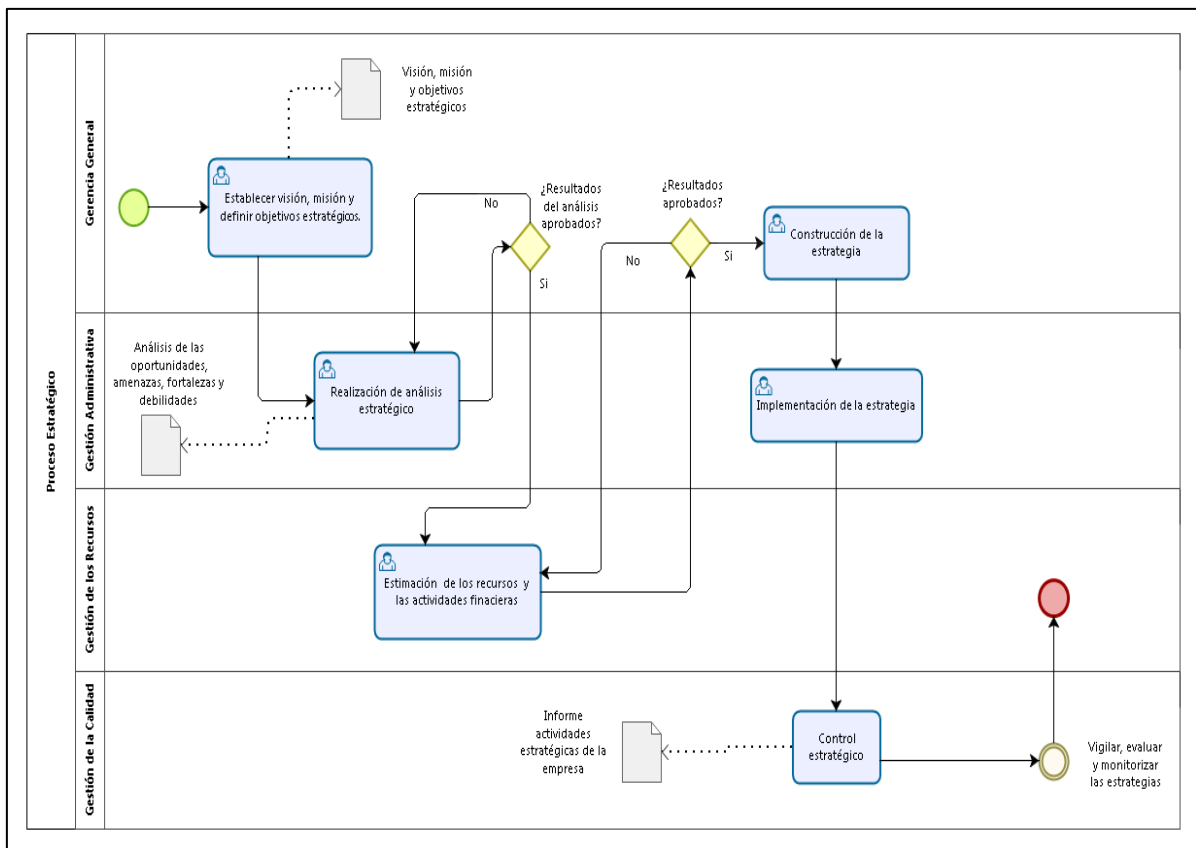 Proceso Estratégico
Gerencia General
Visión, misión
y objetivos
estratégicos
Establecer visión, misión y
definir objetivos estratégicos.
No
¿Resultados
del análisis
aprobados?
Si
¿Resultados
aprobados?
No
Si
Construcción de la
estrategia
Gestión Administrativa
Análisis de las
oportunidades,
amenazas, fortalezas y
debilidades
Realización de análisis
estratégico
Implementación de la estrategia
Gestión de los Recursos
Estimación de los recursos y
las actividades finacieras
Gestión de la Calidad
Informe
actividades
estratégicas de la
empresa
Control
estratégico
Vigilar, evaluar
y monitorizar
las estrategias